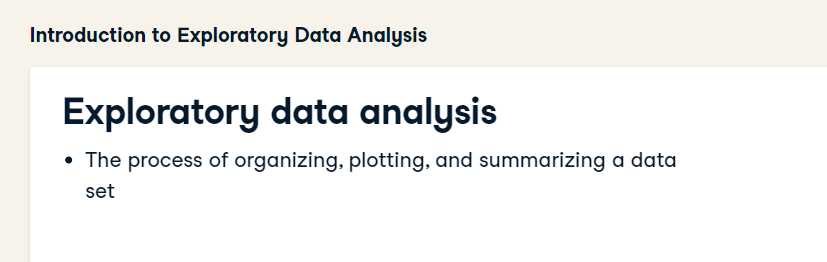 Introduction to Exploratory Data Analysis
Exploratory data analysis
• The process of organizing, plotting, and summarizing a data
set